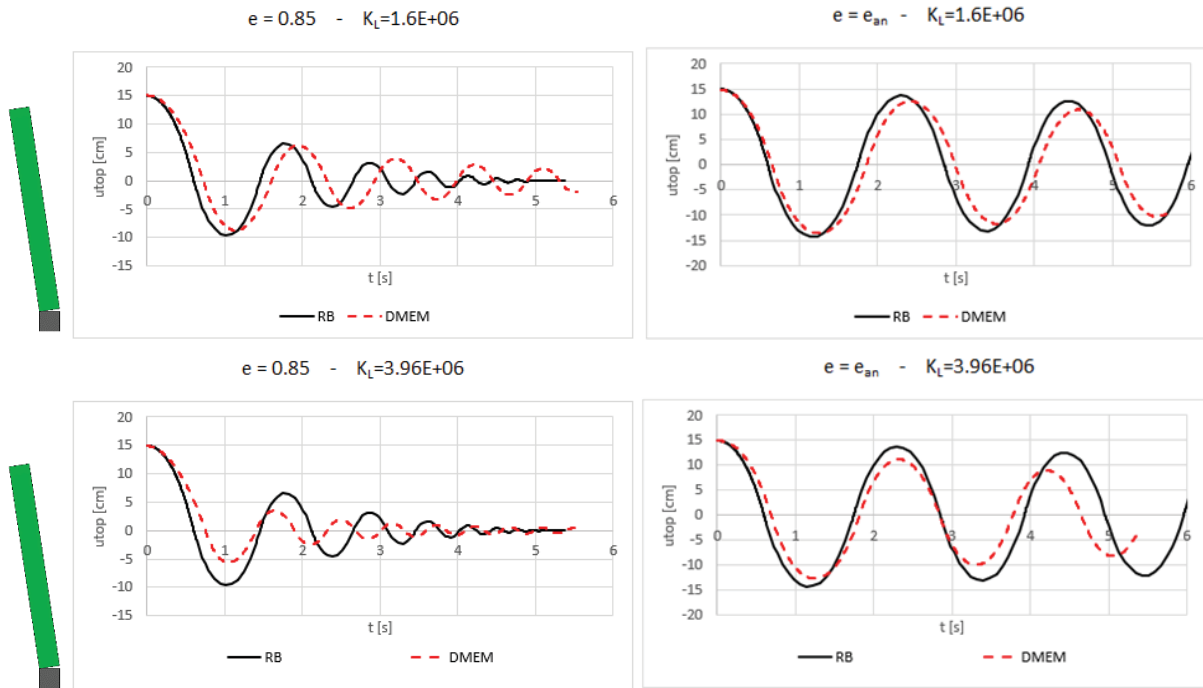 e = 0.85 - K_L=1.6E+06
20
15
10
5
0
-5
-10
-15
0 1 2 3 4 5 6
utop [cm]
t [s]
RB DMEM
e = e_an - K_L=1.6E+06
20
15
10
5
0
-5
-10
-15
-20
0 1 2 3 4 5 6
utop [cm]
t [s]
RB DMEM
e = 0.85 - K_L=3.96E+06
20
15
10
5
0
-5
-10
-15
0 1 2 3 4 5 6
utop [cm]
t [s]
RB DMEM
e = e_an - K_L=3.96E+06
20
15
10
5
0
-5
-10
-15
-20
0 1 2 3 4 5 6
utop [cm]
t [s]
RB DMEM